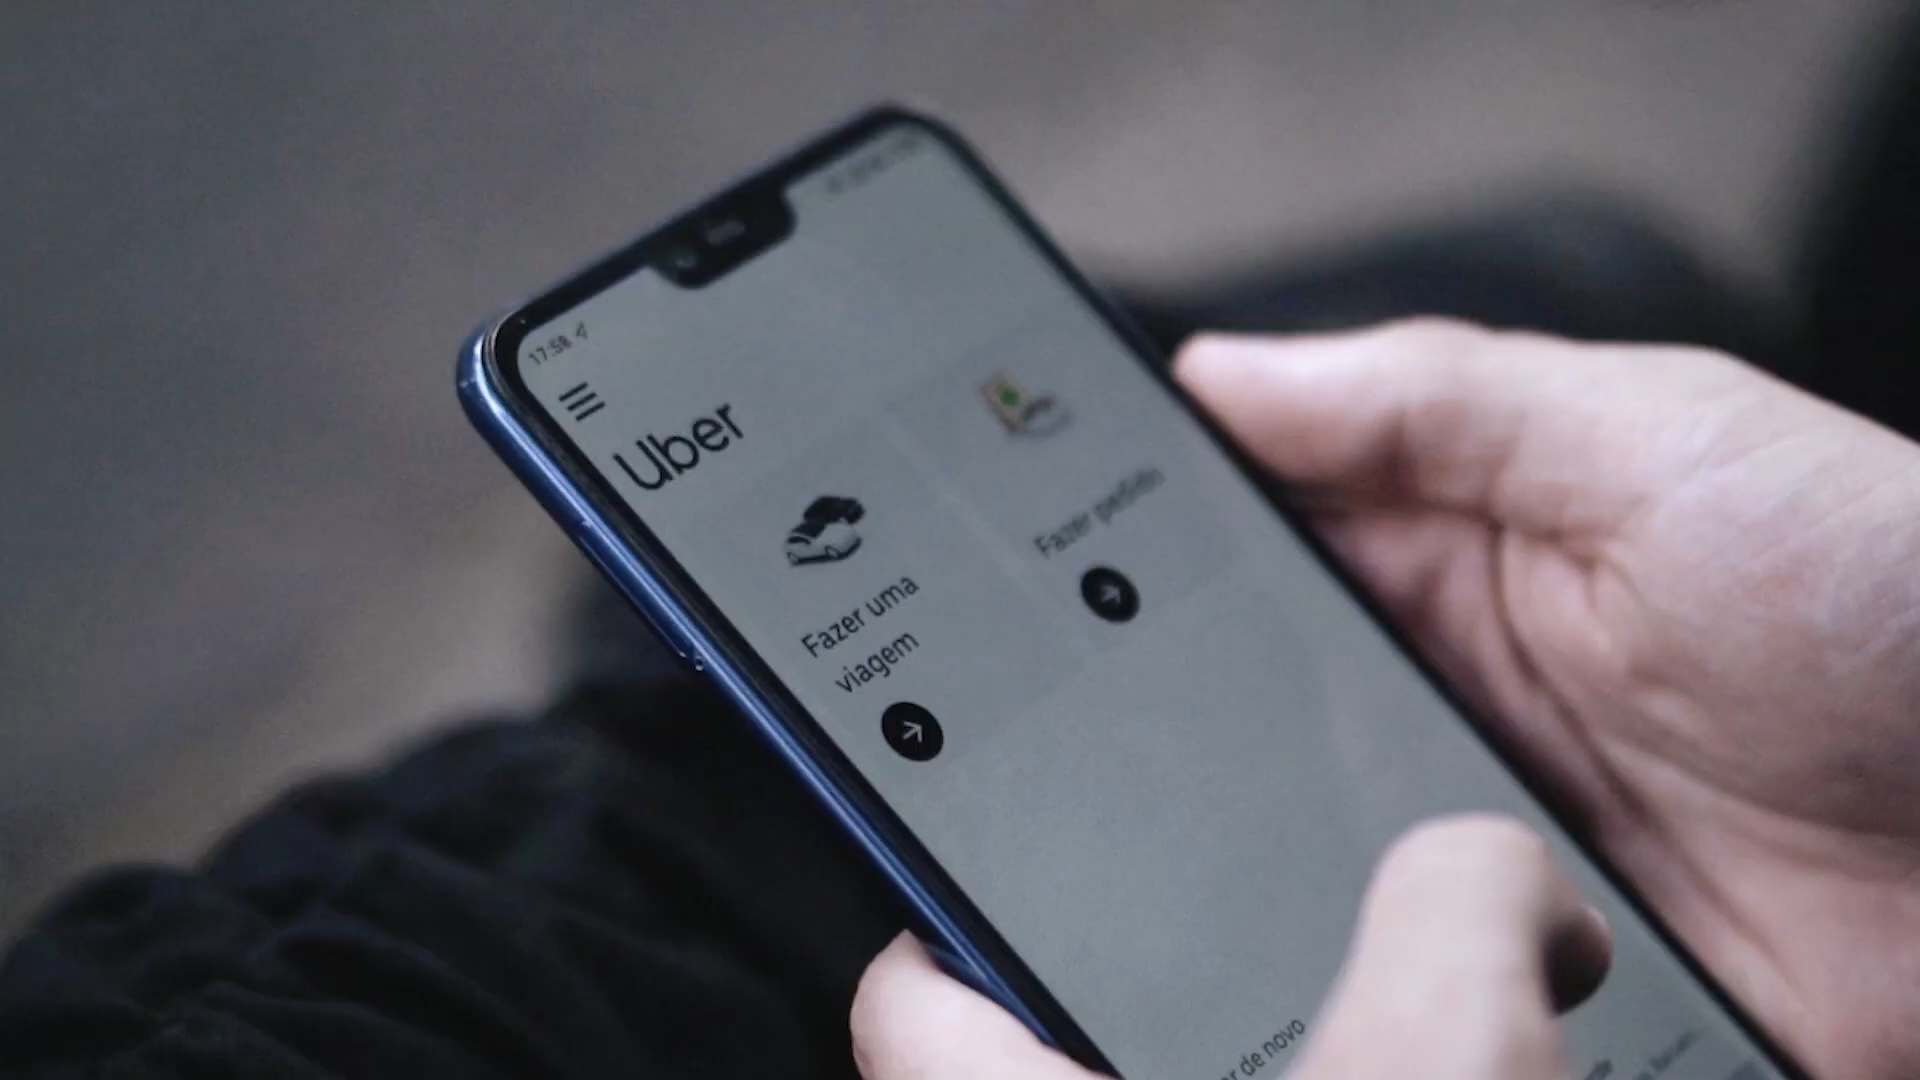 17:58
Uber
Fazer uma
viagem
Fazer pedido
de novo